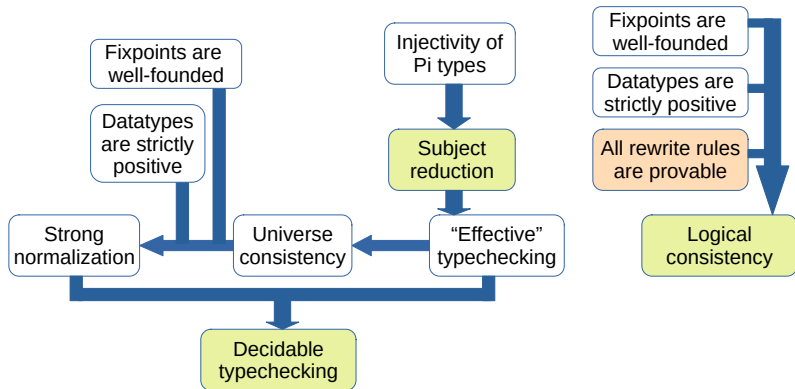 Fixpoints are
well-founded
Injectivity of
Pi types
Fixpoints are
well-founded
Datatypes
are strictly
positive
Datatypes are
strictly positive
Subject
reduction
All rewrite rules
are provable
Strong
normalization
Universe
consistency
“Effective”
typechecking
Logical
consistency
Decidable
typechecking